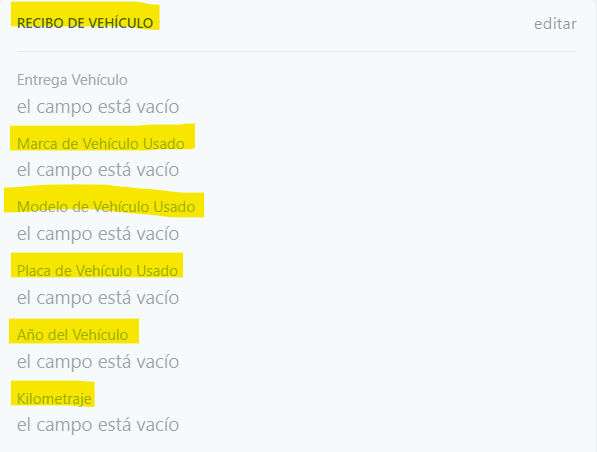 RECIBO DE VEHÍCULO editar
Entrega Vehículo
el campo está vacío
Marca de Vehículo Usado
el campo está vacío
Modelo de Vehículo Usado
el campo está vacío
Placa de Vehículo Usado
el campo está vacío
Año del Vehículo
el campo está vacío
Kilometraje
el campo está vacío